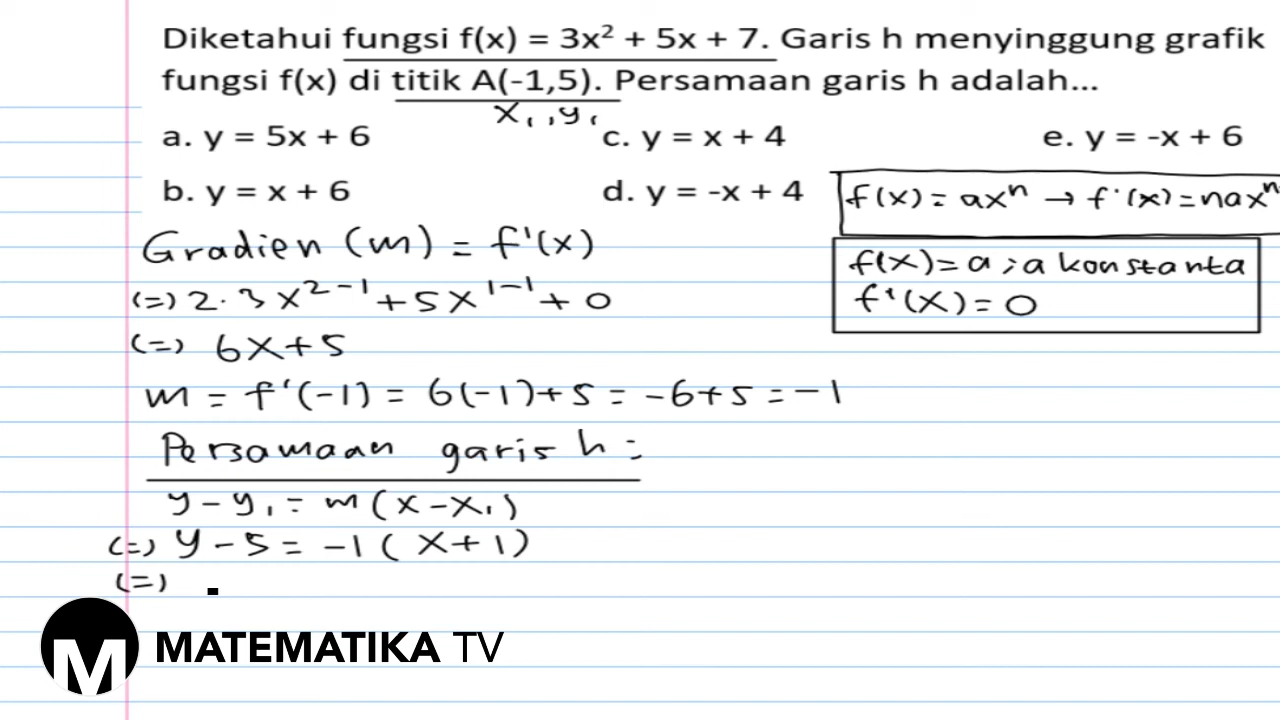 Diketahui fungsi f(x) = 3x² + 5x + 7. Garis h menyinggung grafik
fungsi f(x) di titik A(-1,5). Persamaan garis h adalah...
x₁, y₁
a. y = 5x + 6 c. y = x + 4 e. y = -x + 6
b. y = x + 6 d. y = -x + 4
f(x) = axⁿ → f'(x) = naxⁿ
f(x) = a ; a konstanta
f'(x) = 0
Gradien (m) = f'(x)
(=) 2·3x²⁻¹ + 5x¹⁻¹ + 0
(=) 6x + 5
m = f'(-1) = 6(-1) + 5 = -6 + 5 = -1
Persamaan garis h =
y - y₁ = m(x - x₁)
(=) y - 5 = -1(x + 1)
(=)
M MATEMATIKA TV